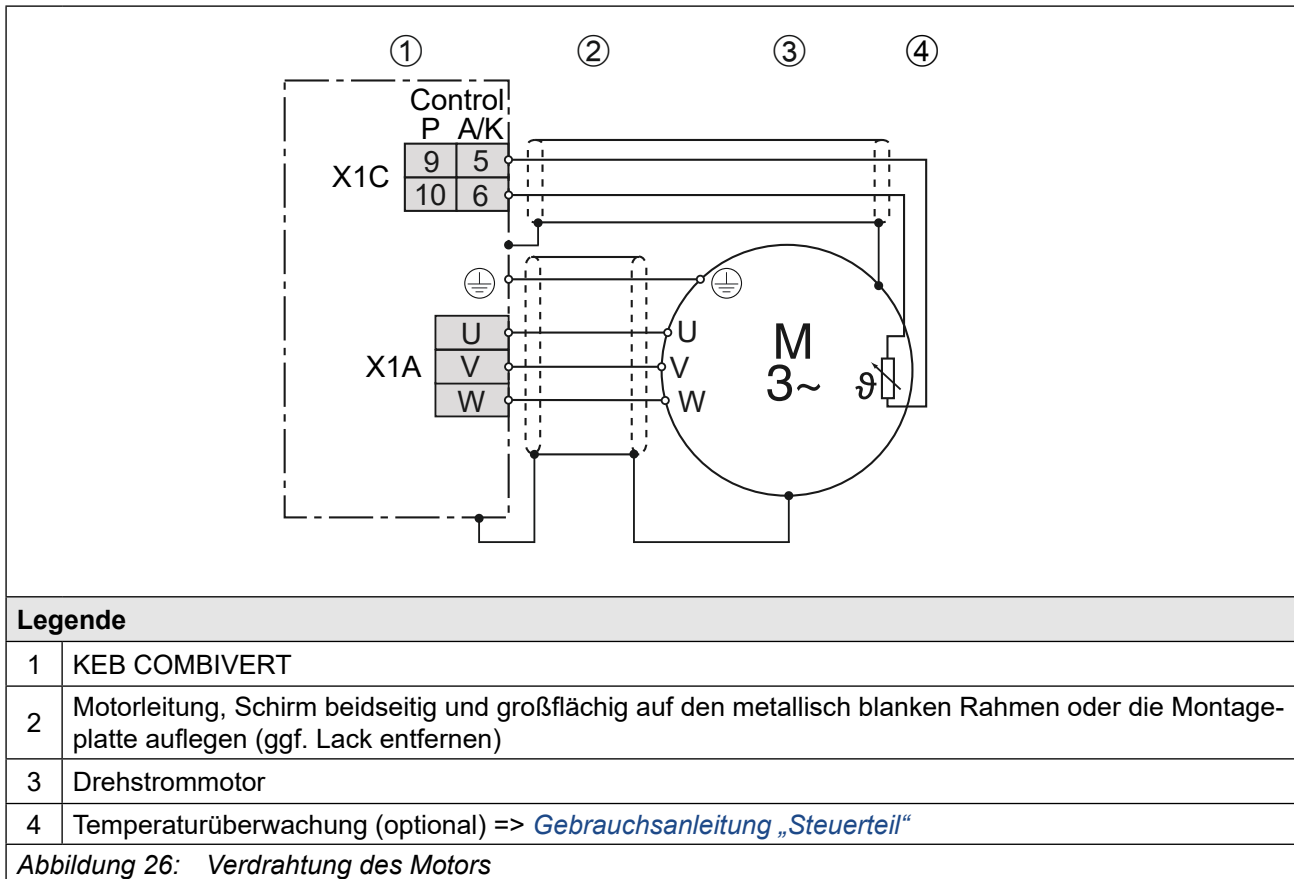 ① ② ③ ④
Control
P A/K
X1C 9 5
10 6
U U
X1A V V
W W
M
3~
ϑ
Legende
1 KEB COMBIVERT
2 Motorleitung, Schirm beidseitig und großflächig auf den metallisch blanken Rahmen oder die Montage-
platte auflegen (ggf. Lack entfernen)
3 Drehstrommotor
4 Temperaturüberwachung (optional) => Gebrauchsanleitung „Steuerteil“
Abbildung 26: Verdrahtung des Motors